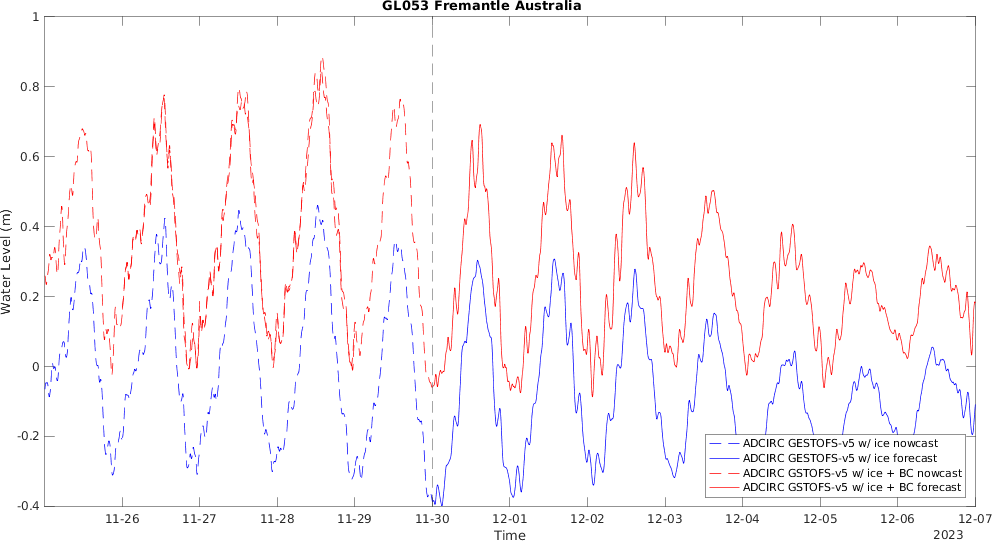 GL053 Fremantle Australia
1
0.8
0.6
0.4
0.2
0
-0.2
-0.4
Water Level (m)
ADCIRC GESTOFS-v5 w/ ice nowcast
ADCIRC GESTOFS-v5 w/ ice forecast
ADCIRC GSTOFS-v5 w/ ice + BC nowcast
ADCIRC GSTOFS-v5 w/ ice + BC forecast
11-26 11-27 11-28 11-29 11-30 12-01 12-02 12-03 12-04 12-05 12-06 12-07
Time
2023